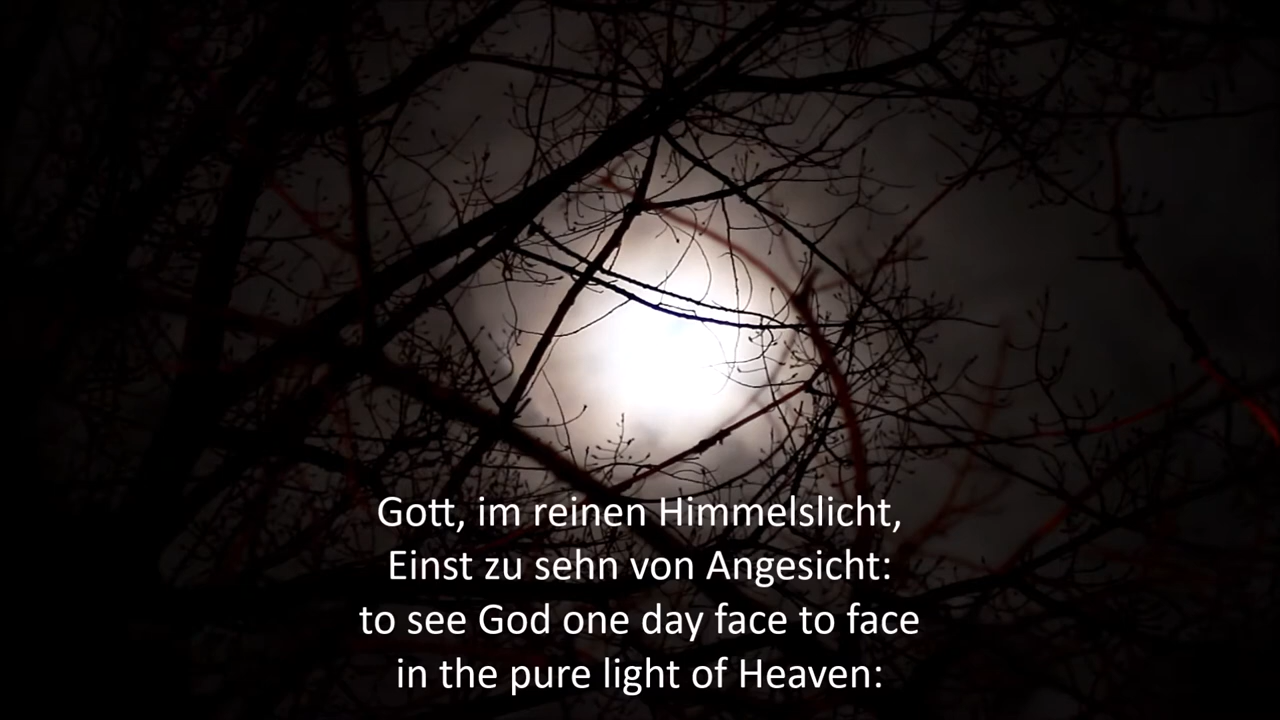 Gott, im reinen Himmelslicht,
Einst zu sehn von Angesicht:
to see God one day face to face
in the pure light of Heaven: